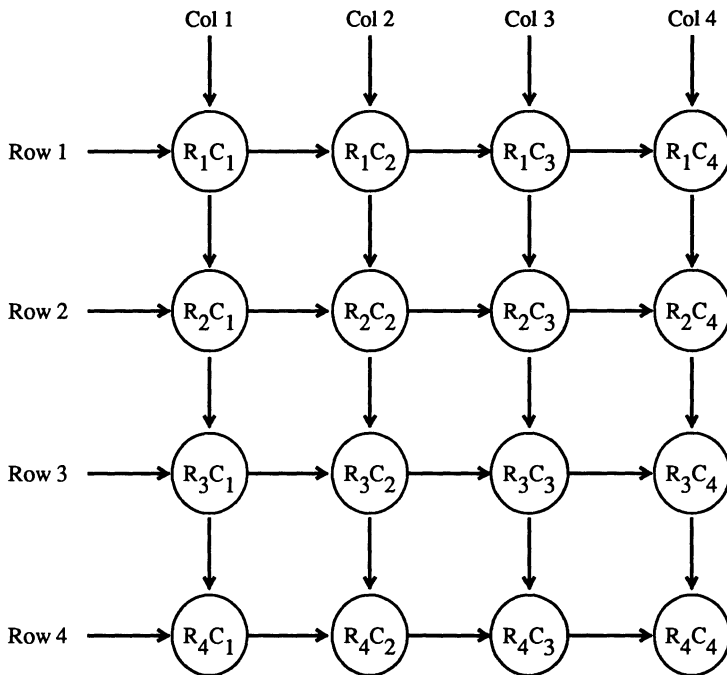 Col 1 Col 2 Col 3 Col 4
Row 1 R₁C₁ R₁C₂ R₁C₃ R₁C₄
Row 2 R₂C₁ R₂C₂ R₂C₃ R₂C₄
Row 3 R₃C₁ R₃C₂ R₃C₃ R₃C₄
Row 4 R₄C₁ R₄C₂ R₄C₃ R₄C₄